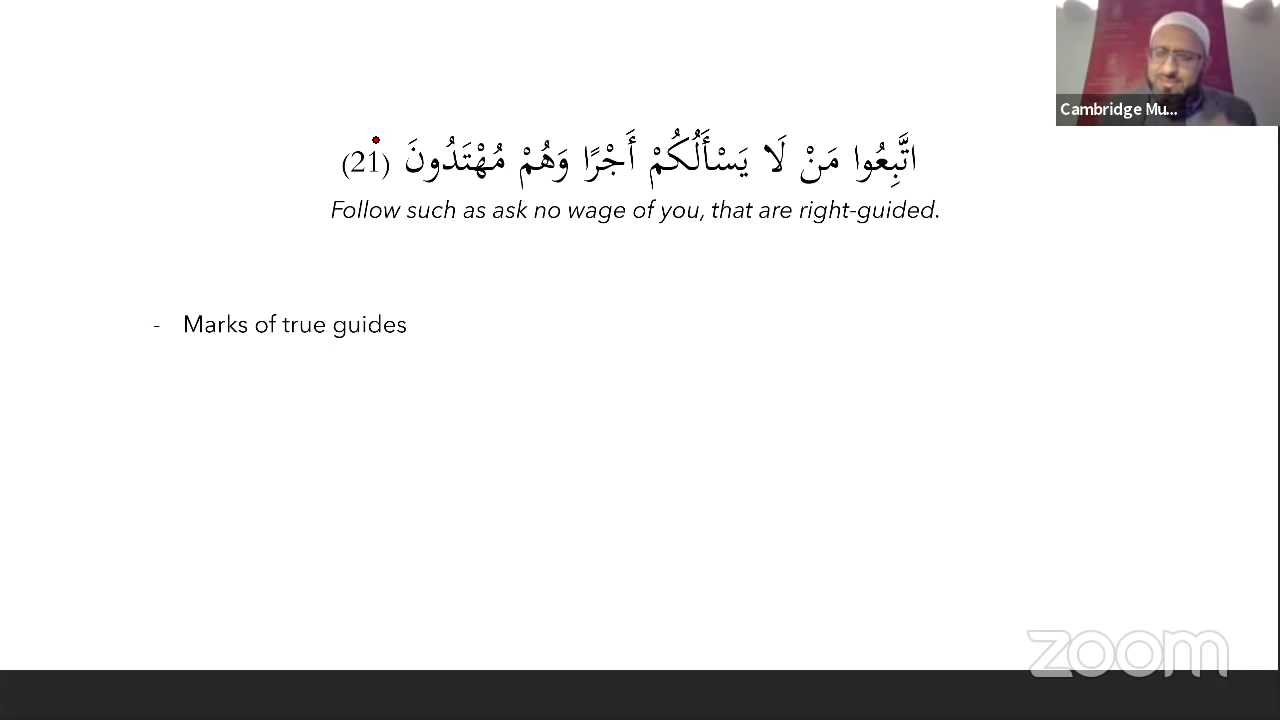 Cambridge Mu...
اتَّبِعُوا مَنْ لَا يَسْأَلُكُمْ أَجْرًا وَهُمْ مُهْتَدُونَ (21)
Follow such as ask no wage of you, that are right-guided.
- Marks of true guides
zoom